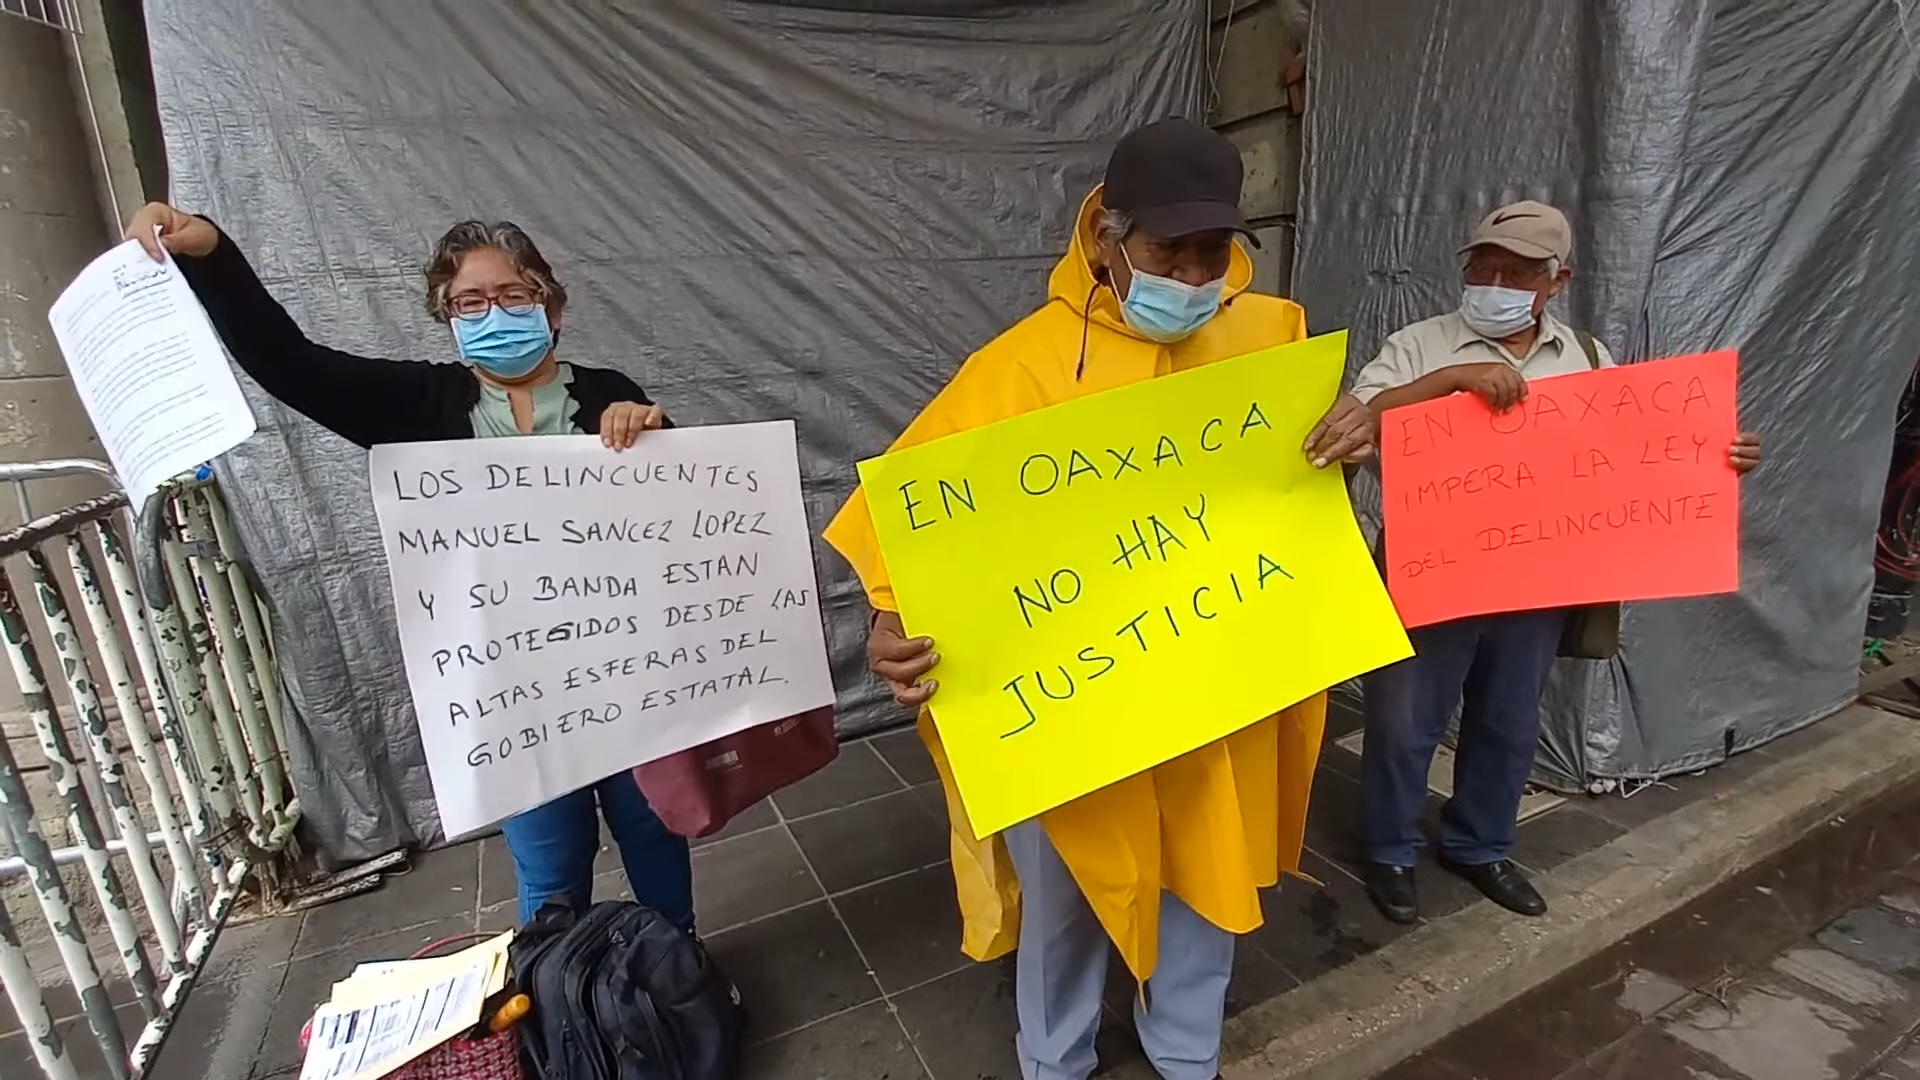 LOS DELINCUENTES
MANUEL SANCEZ LOPEZ
Y SU BANDA ESTAN
PROTEGIDOS DESDE LAS
ALTAS ESFERAS DEL
GOBIERO ESTATAL.
EN OAXACA
NO HAY
JUSTICIA
EN OAXACA
IMPERA LA LEY
DEL DELINCUENTE